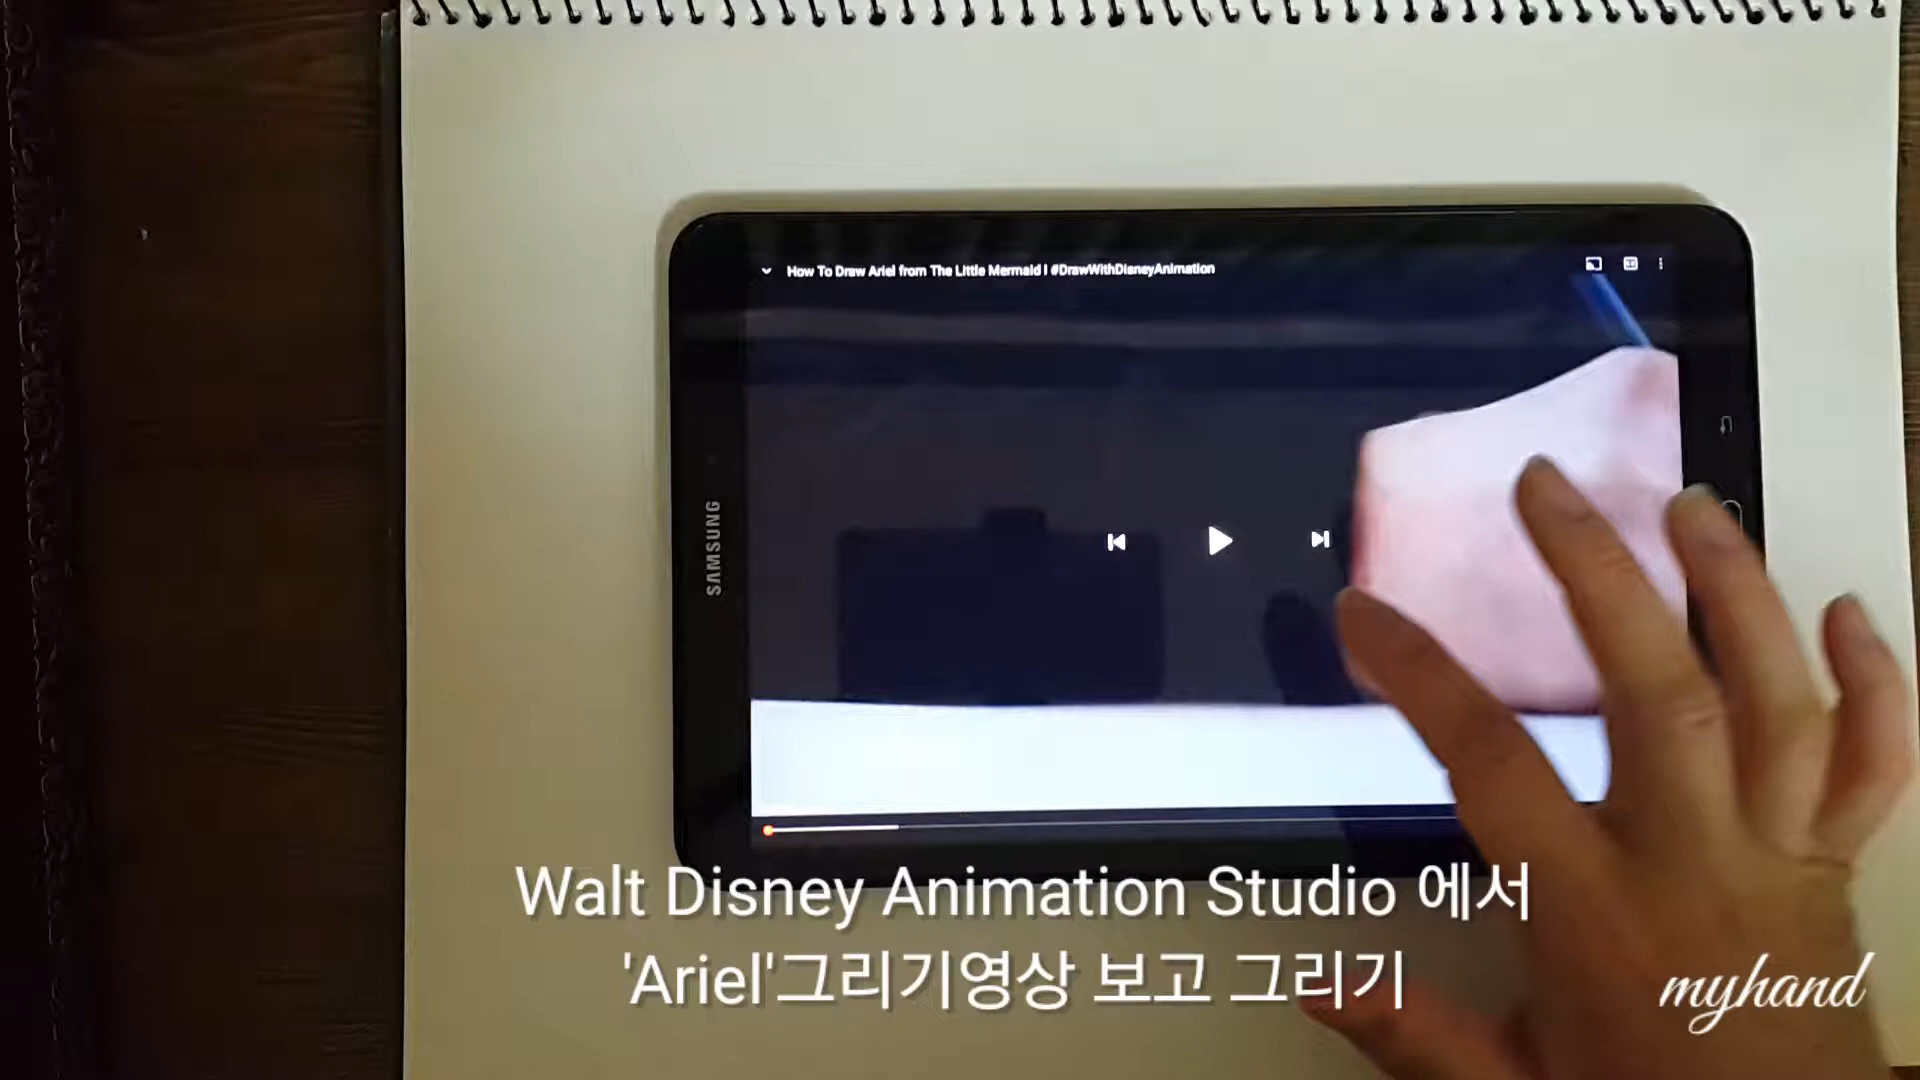 How To Draw Ariel from The Little Mermaid | #DrawWithDisneyAnimation
SAMSUNG
Walt Disney Animation Studio 에서
'Ariel'그리기영상 보고 그리기
myhand